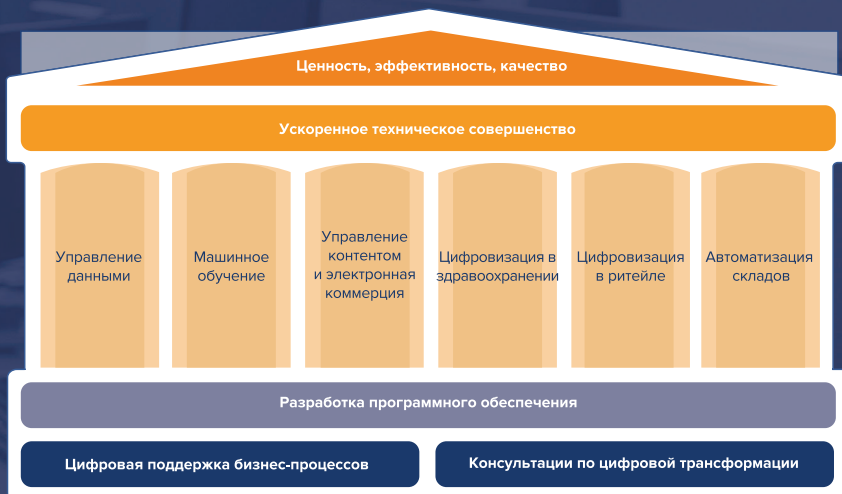 Ценность, эффективность, качество
Ускоренное техническое совершенство
Управление
данными
Машинное
обучение
Управление
контентом
и электронная
коммерция
Цифровизация в
здравоохранении
Цифровизация
в ритейле
Автоматизация
складов
Разработка программного обеспечения
Цифровая поддержка бизнес-процессов
Консультации по цифровой трансформации